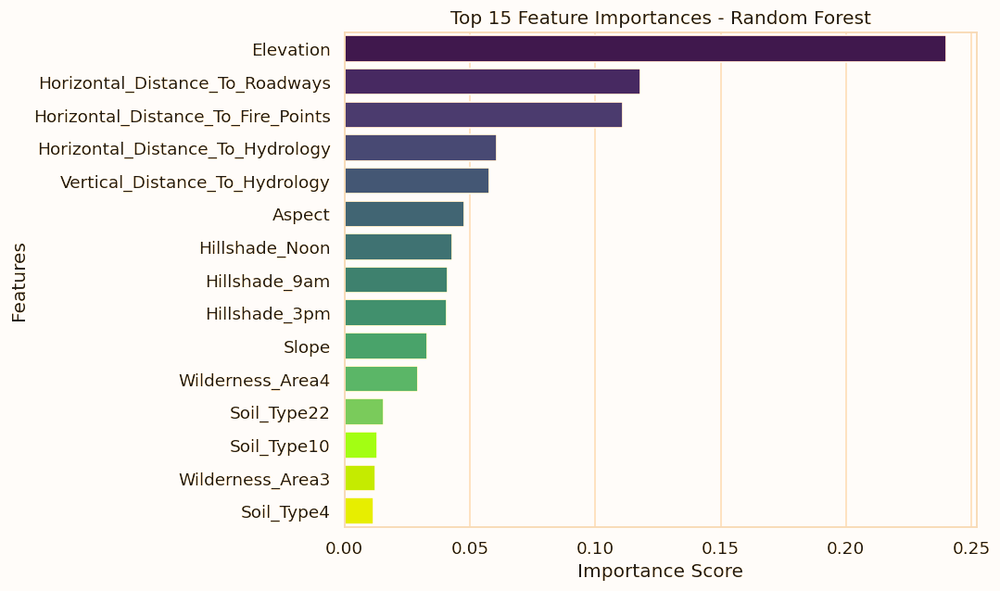 Top 15 Feature Importances - Random Forest
Elevation
Horizontal_Distance_To_Roadways
Horizontal_Distance_To_Fire_Points
Horizontal_Distance_To_Hydrology
Vertical_Distance_To_Hydrology
Aspect
Hillshade_Noon
Hillshade_9am
Hillshade_3pm
Slope
Wilderness_Area4
Soil_Type22
Soil_Type10
Wilderness_Area3
Soil_Type4
Features
0.00 0.05 0.10 0.15 0.20 0.25
Importance Score